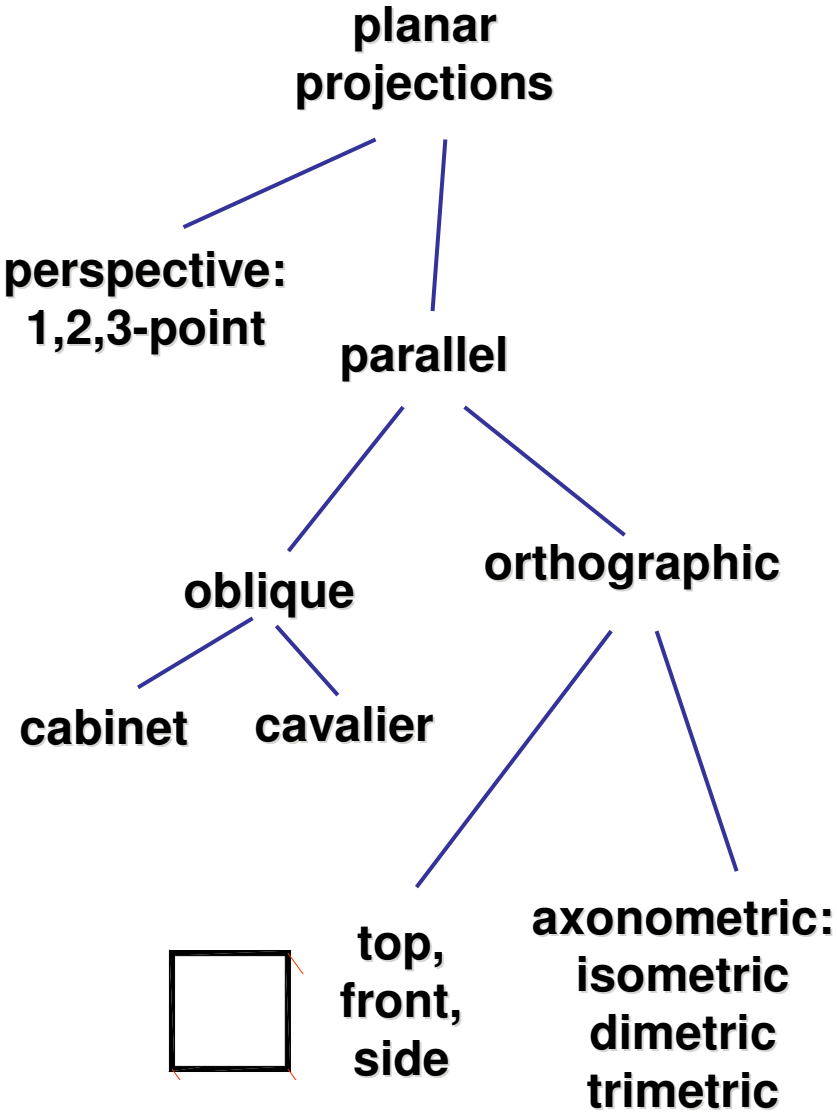 planar
projections
perspective:
1,2,3-point
parallel
oblique
orthographic
cabinet
cavalier
top,
front,
side
axonometric:
isometric
dimetric
trimetric